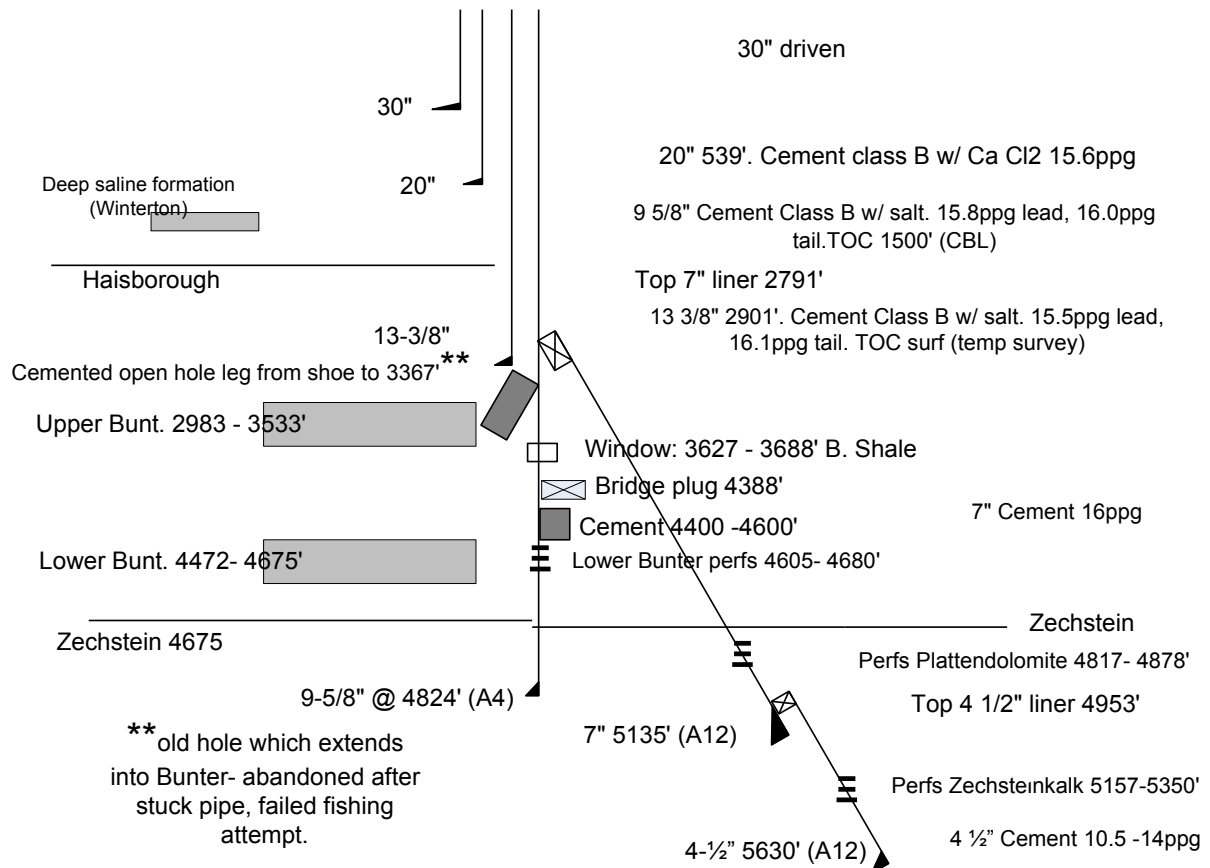 30" driven
30"
20" 539'. Cement class B w/ Ca Cl2 15.6ppg
20"
Deep saline formation
(Winterton)
9 5/8" Cement Class B w/ salt. 15.8ppg lead, 16.0ppg
tail.TOC 1500' (CBL)
Haisborough
Top 7" liner 2791'
13 3/8" 2901'. Cement Class B w/ salt. 15.5ppg lead,
16.1ppg tail. TOC surf (temp survey)
13-3/8"
Cemented open hole leg from shoe to 3367'**
Upper Bunt. 2983 - 3533'
Window: 3627 - 3688' B. Shale
Bridge plug 4388'
7" Cement 16ppg
Cement 4400 -4600'
Lower Bunt. 4472- 4675'
Lower Bunter perfs 4605- 4680'
Zechstein
Zechstein 4675
Perfs Plattendolomite 4817- 4878'
9-5/8" @ 4824' (A4)
Top 4 1/2" liner 4953'
7" 5135' (A12)
**old hole which extends
into Bunter- abandoned after
stuck pipe, failed fishing
attempt.
Perfs Zechsteinkalk 5157-5350'
4 ½” Cement 10.5 -14ppg
4-½” 5630' (A12)